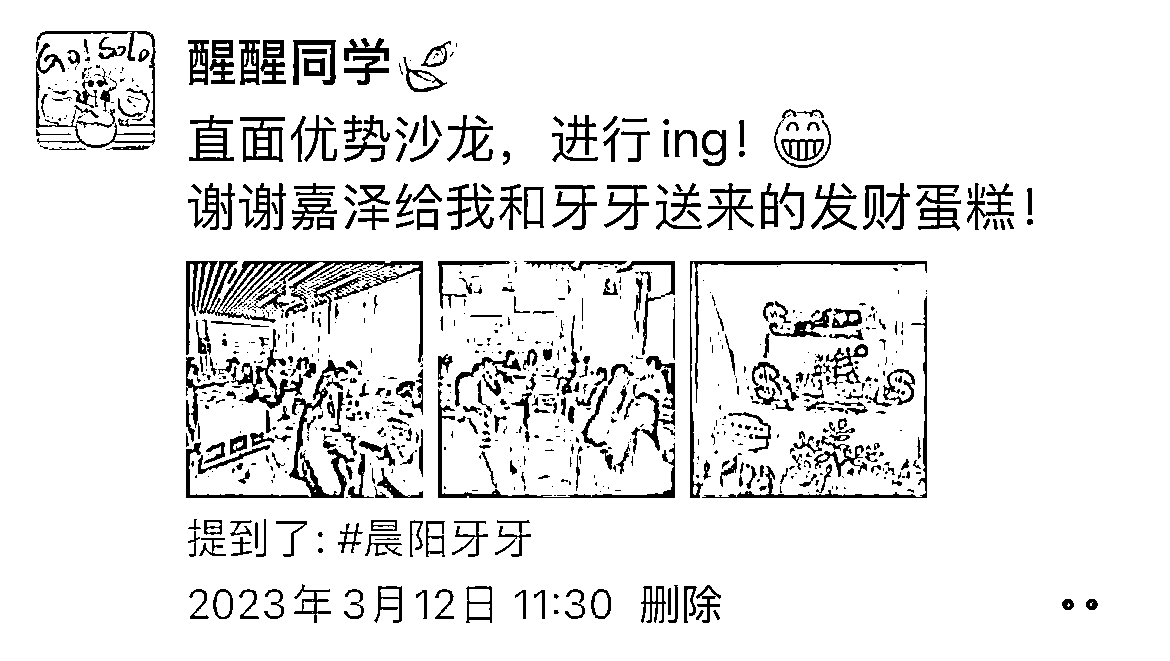 Go! Solo
醒醒同学
直面优势沙龙，进行ing！
谢谢嘉泽给我和牙牙送来的发财蛋糕！
提到了: #晨阳牙牙
2023年3月12日 11:30 删除